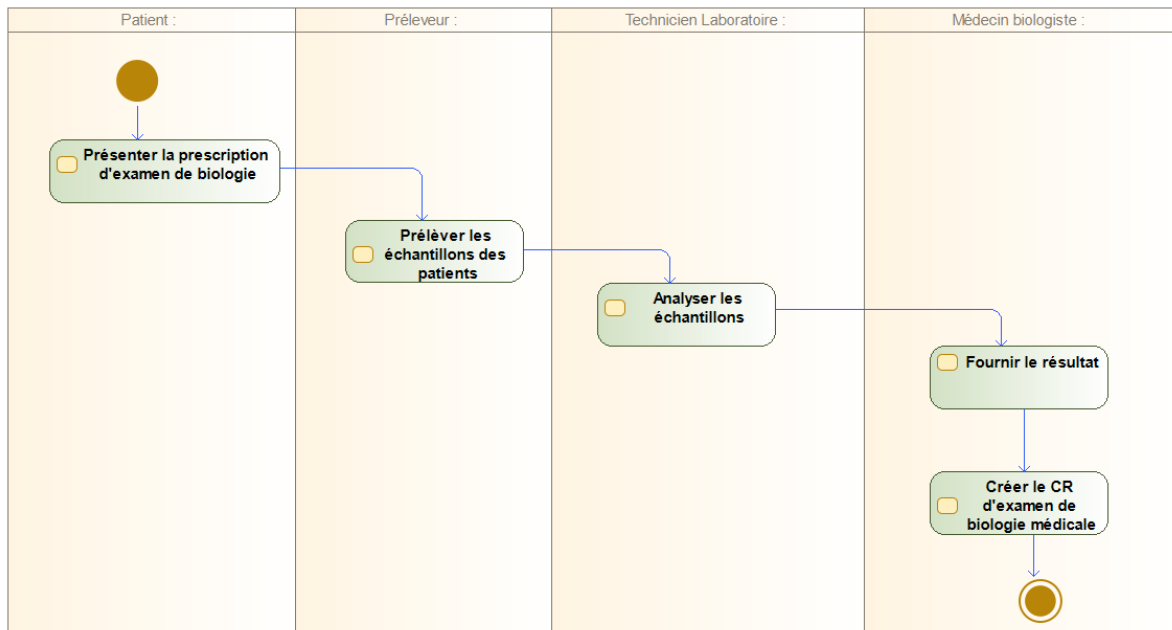 Patient :
Préleveur :
Technicien Laboratoire :
Médecin biologiste :
Présenter la prescription
d'examen de biologie
Prélèver les
échantillons des
patients
Analyser les
échantillons
Fournir le résultat
Créer le CR
d'examen de
biologie médicale